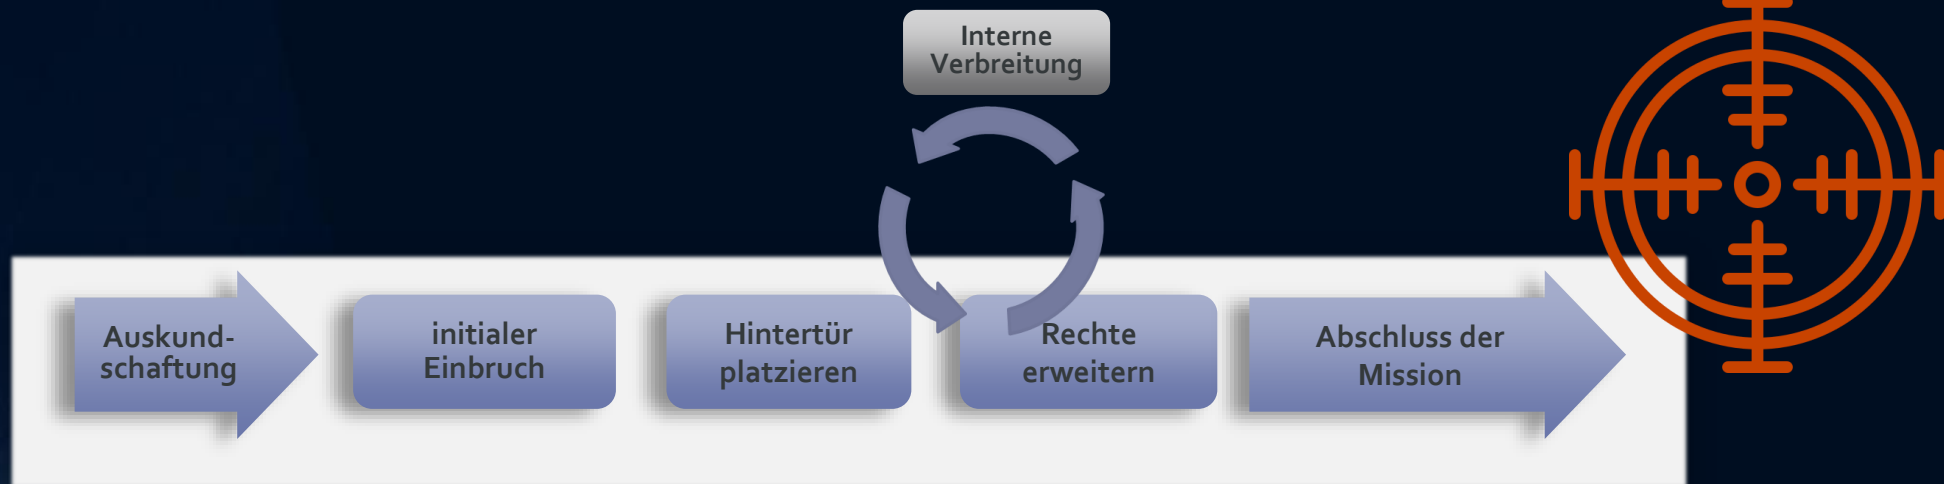 Interne
Verbreitung
Auskund-
schaftung
initialer
Einbruch
Hintertür
platzieren
Rechte
erweitern
Abschluss der
Mission